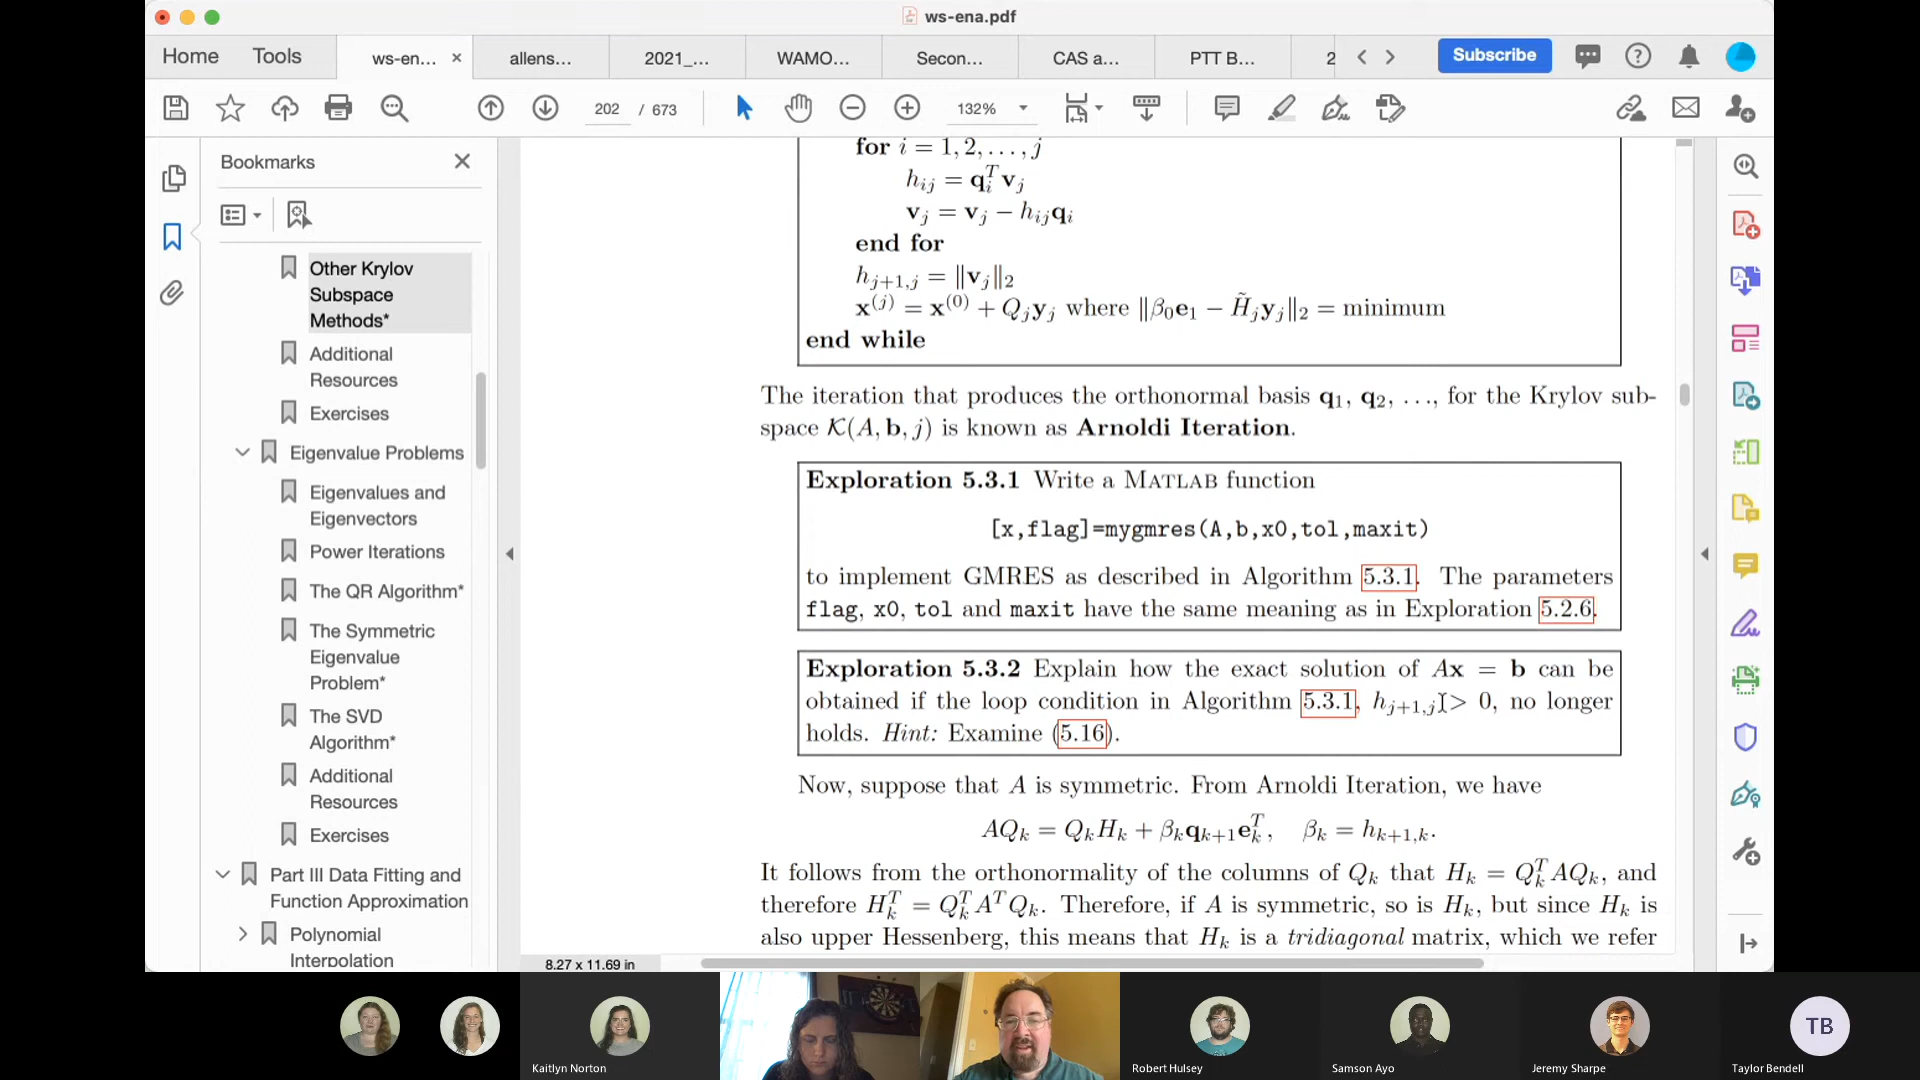 ws-ena.pdf
Home Tools ws-en... × allens... 2021_... WAMO... Secon... CAS a... PTT B... 2 Subscribe
202 / 673 132%
Bookmarks
Other Krylov
Subspace
Methods*
Additional
Resources
Exercises
Eigenvalue Problems
Eigenvalues and
Eigenvectors
Power Iterations
The QR Algorithm*
The Symmetric
Eigenvalue
Problem*
The SVD
Algorithm*
Additional
Resources
Exercises
Part III Data Fitting and
Function Approximation
Polynomial
Interpolation
for i = 1, 2, . . . , j
h_{ij} = q_i^T v_j
v_j = v_j − h_{ij}q_i
end for
h_{j+1,j} = ‖v_j‖_2
x^{(j)} = x^{(0)} + Q_j y_j where ‖β_0 e_1 − H̃_j y_j‖_2 = minimum
end while
The iteration that produces the orthonormal basis q_1, q_2, . . ., for the Krylov sub-
space K(A, b, j) is known as Arnoldi Iteration.
Exploration 5.3.1 Write a MATLAB function
[x,flag]=mygmres(A,b,x0,tol,maxit)
to implement GMRES as described in Algorithm 5.3.1. The parameters
flag, x0, tol and maxit have the same meaning as in Exploration 5.2.6.
Exploration 5.3.2 Explain how the exact solution of Ax = b can be
obtained if the loop condition in Algorithm 5.3.1, h_{j+1,j} > 0, no longer
holds. Hint: Examine (5.16).
Now, suppose that A is symmetric. From Arnoldi Iteration, we have
AQ_k = Q_k H_k + β_k q_{k+1} e_k^T, β_k = h_{k+1,k}.
It follows from the orthonormality of the columns of Q_k that H_k = Q_k^T AQ_k, and
therefore H_k^T = Q_k^T A^T Q_k. Therefore, if A is symmetric, so is H_k, but since H_k is
also upper Hessenberg, this means that H_k is a tridiagonal matrix, which we refer
8.27 x 11.69 in
TB
Kaitlyn Norton
Robert Hulsey
Samson Ayo
Jeremy Sharpe
Taylor Bendell